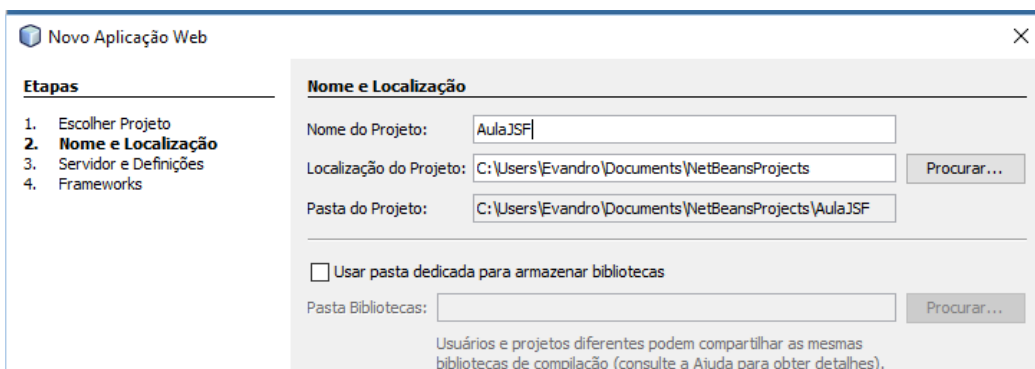 Novo Aplicação Web
Etapas
1. Escolher Projeto
2. Nome e Localização
3. Servidor e Definições
4. Frameworks
Nome e Localização
Nome do Projeto: AulaJSF
Localização do Projeto: C:\Users\Evandro\Documents\NetBeansProjects Procurar...
Pasta do Projeto: C:\Users\Evandro\Documents\NetBeansProjects\AulaJSF
Usar pasta dedicada para armazenar bibliotecas
Pasta Bibliotecas: Procurar...
Usuários e projetos diferentes podem compartilhar as mesmas
bibliotecas de compilação (consulte a Ajuda para obter detalhes).